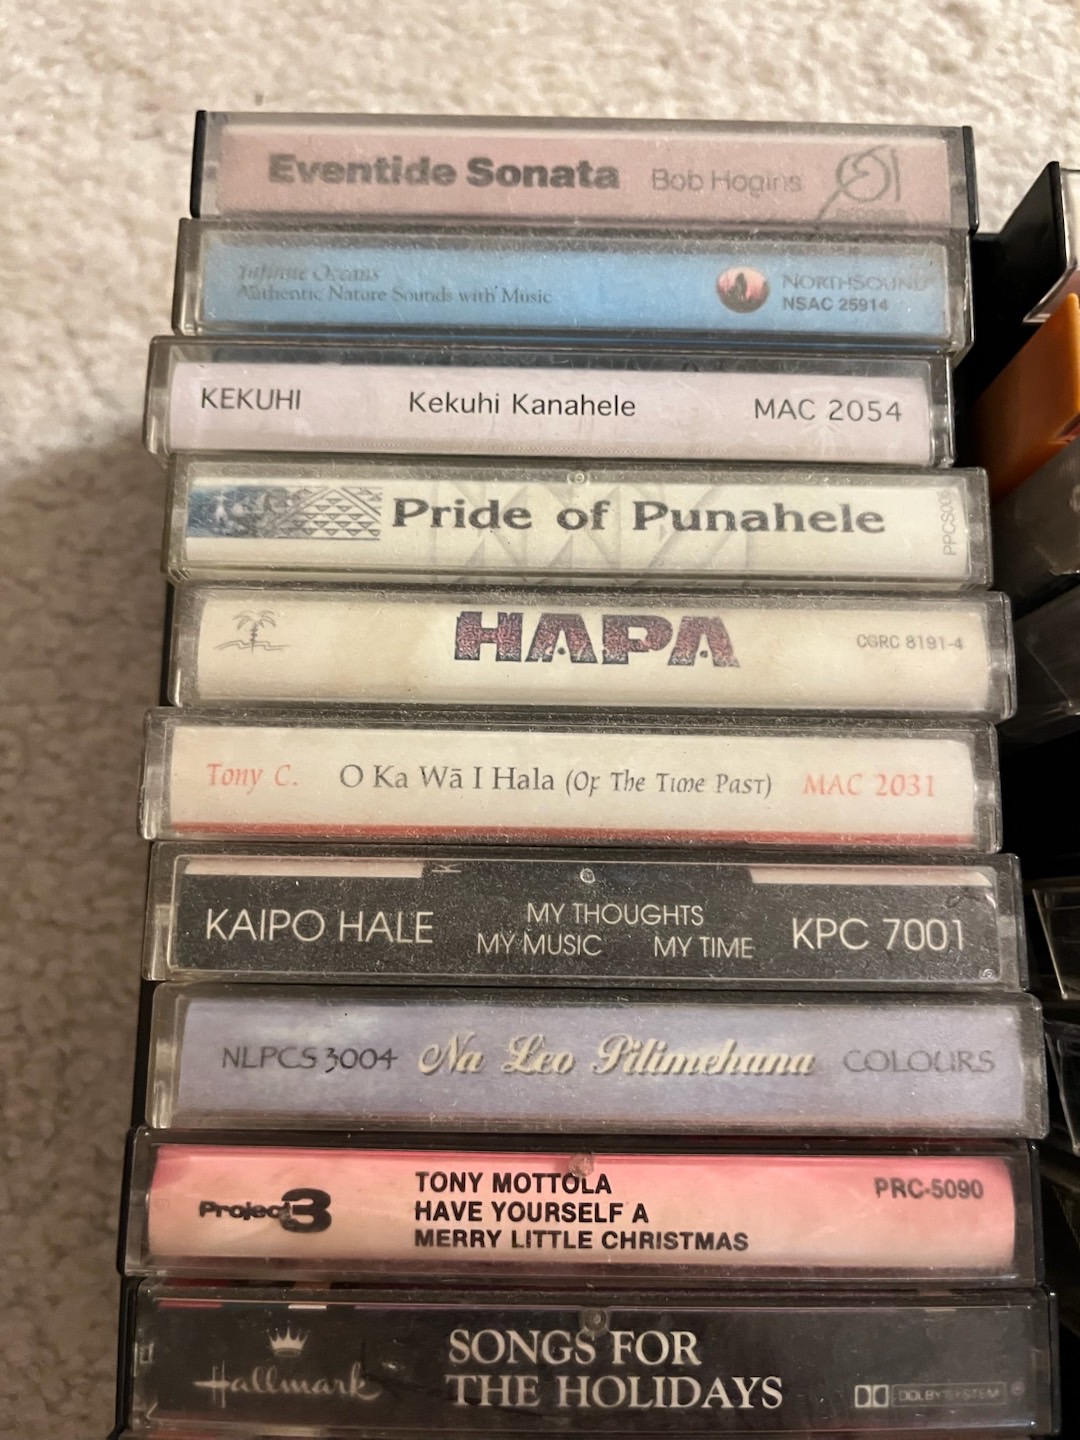 Eventide Sonata Bob Hogins
Infinite Oceans
Authentic Nature Sounds with Music
NORTHSOUND
NSAC 25914
KEKUHI Kekuhi Kanahele MAC 2054
Pride of Punahele
HAPA CGRC 8191-4
Tony C. O Ka Wā I Hala (Of The Time Past) MAC 2031
KAIPO HALE
MY THOUGHTS
MY MUSIC MY TIME
KPC 7001
NLPCS 3004 Na Leo Pilimehana COLOURS
Project 3
TONY MOTTOLA
HAVE YOURSELF A
MERRY LITTLE CHRISTMAS
PRC-5090
Hallmark
SONGS FOR
THE HOLIDAYS
DOLBY SYSTEM